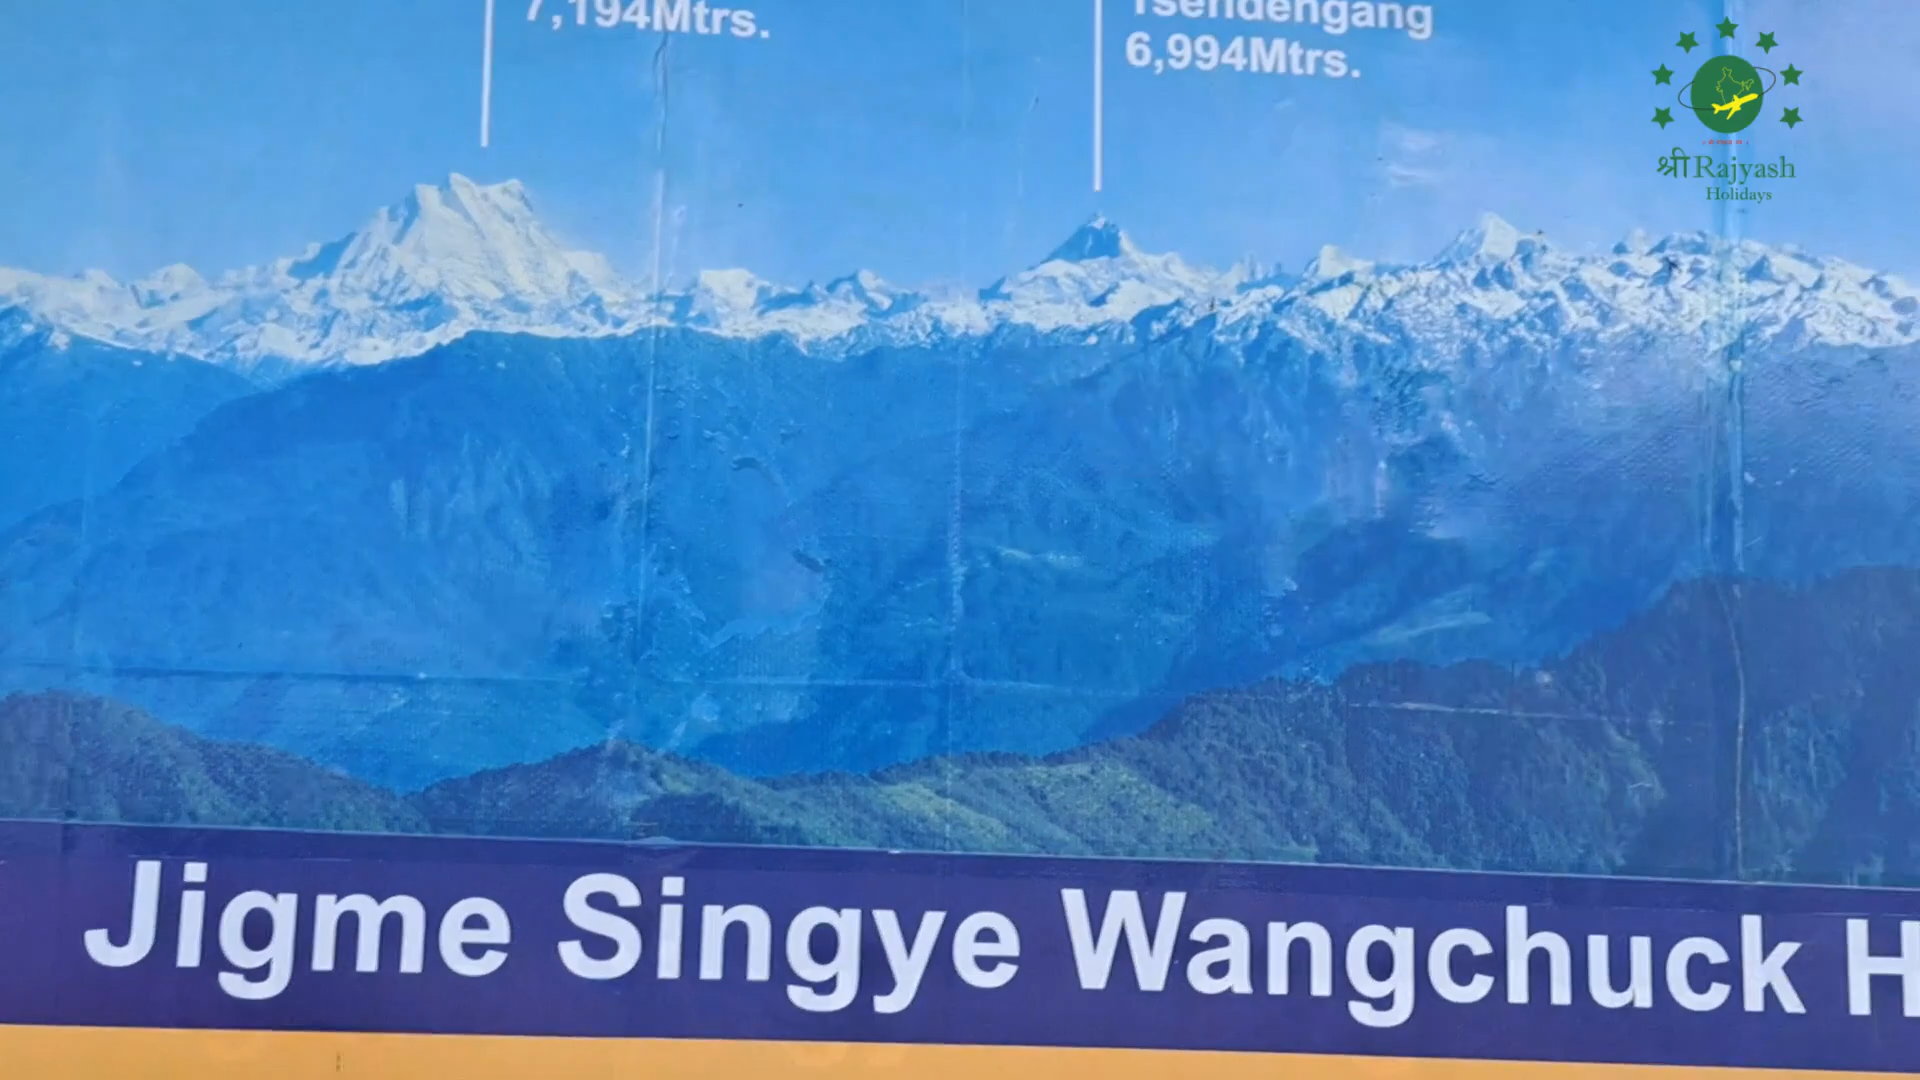 7,194Mtrs.
Tsendengang
6,994Mtrs.
श्री Rajyash
Holidays
Jigme Singye Wangchuck H